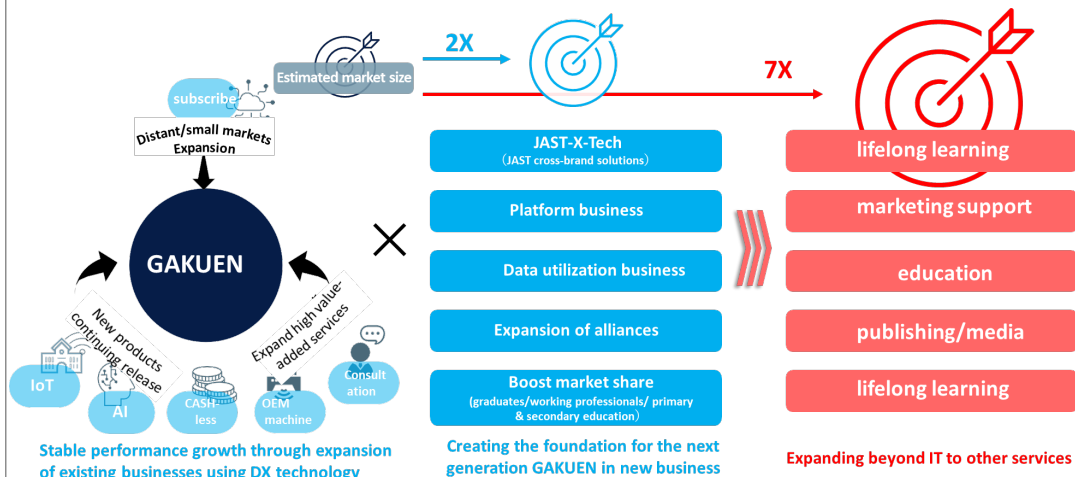 2X
7X
Estimated market size
subscribe
Distant/small markets
Expansion
GAKUEN
New products
continuing release
Expand high value-
added services
IoT
AI
CASH-
less
OEM
machine
Consult
ation
Stable performance growth through expansion
of existing businesses using DX technology
JAST-X-Tech
（JAST cross-brand solutions）
Platform business
Data utilization business
Expansion of alliances
Boost market share
(graduates/working professionals/ primary
& secondary education）
Creating the foundation for the next
generation GAKUEN in new business
lifelong learning
marketing support
education
publishing/media
lifelong learning
Expanding beyond IT to other services